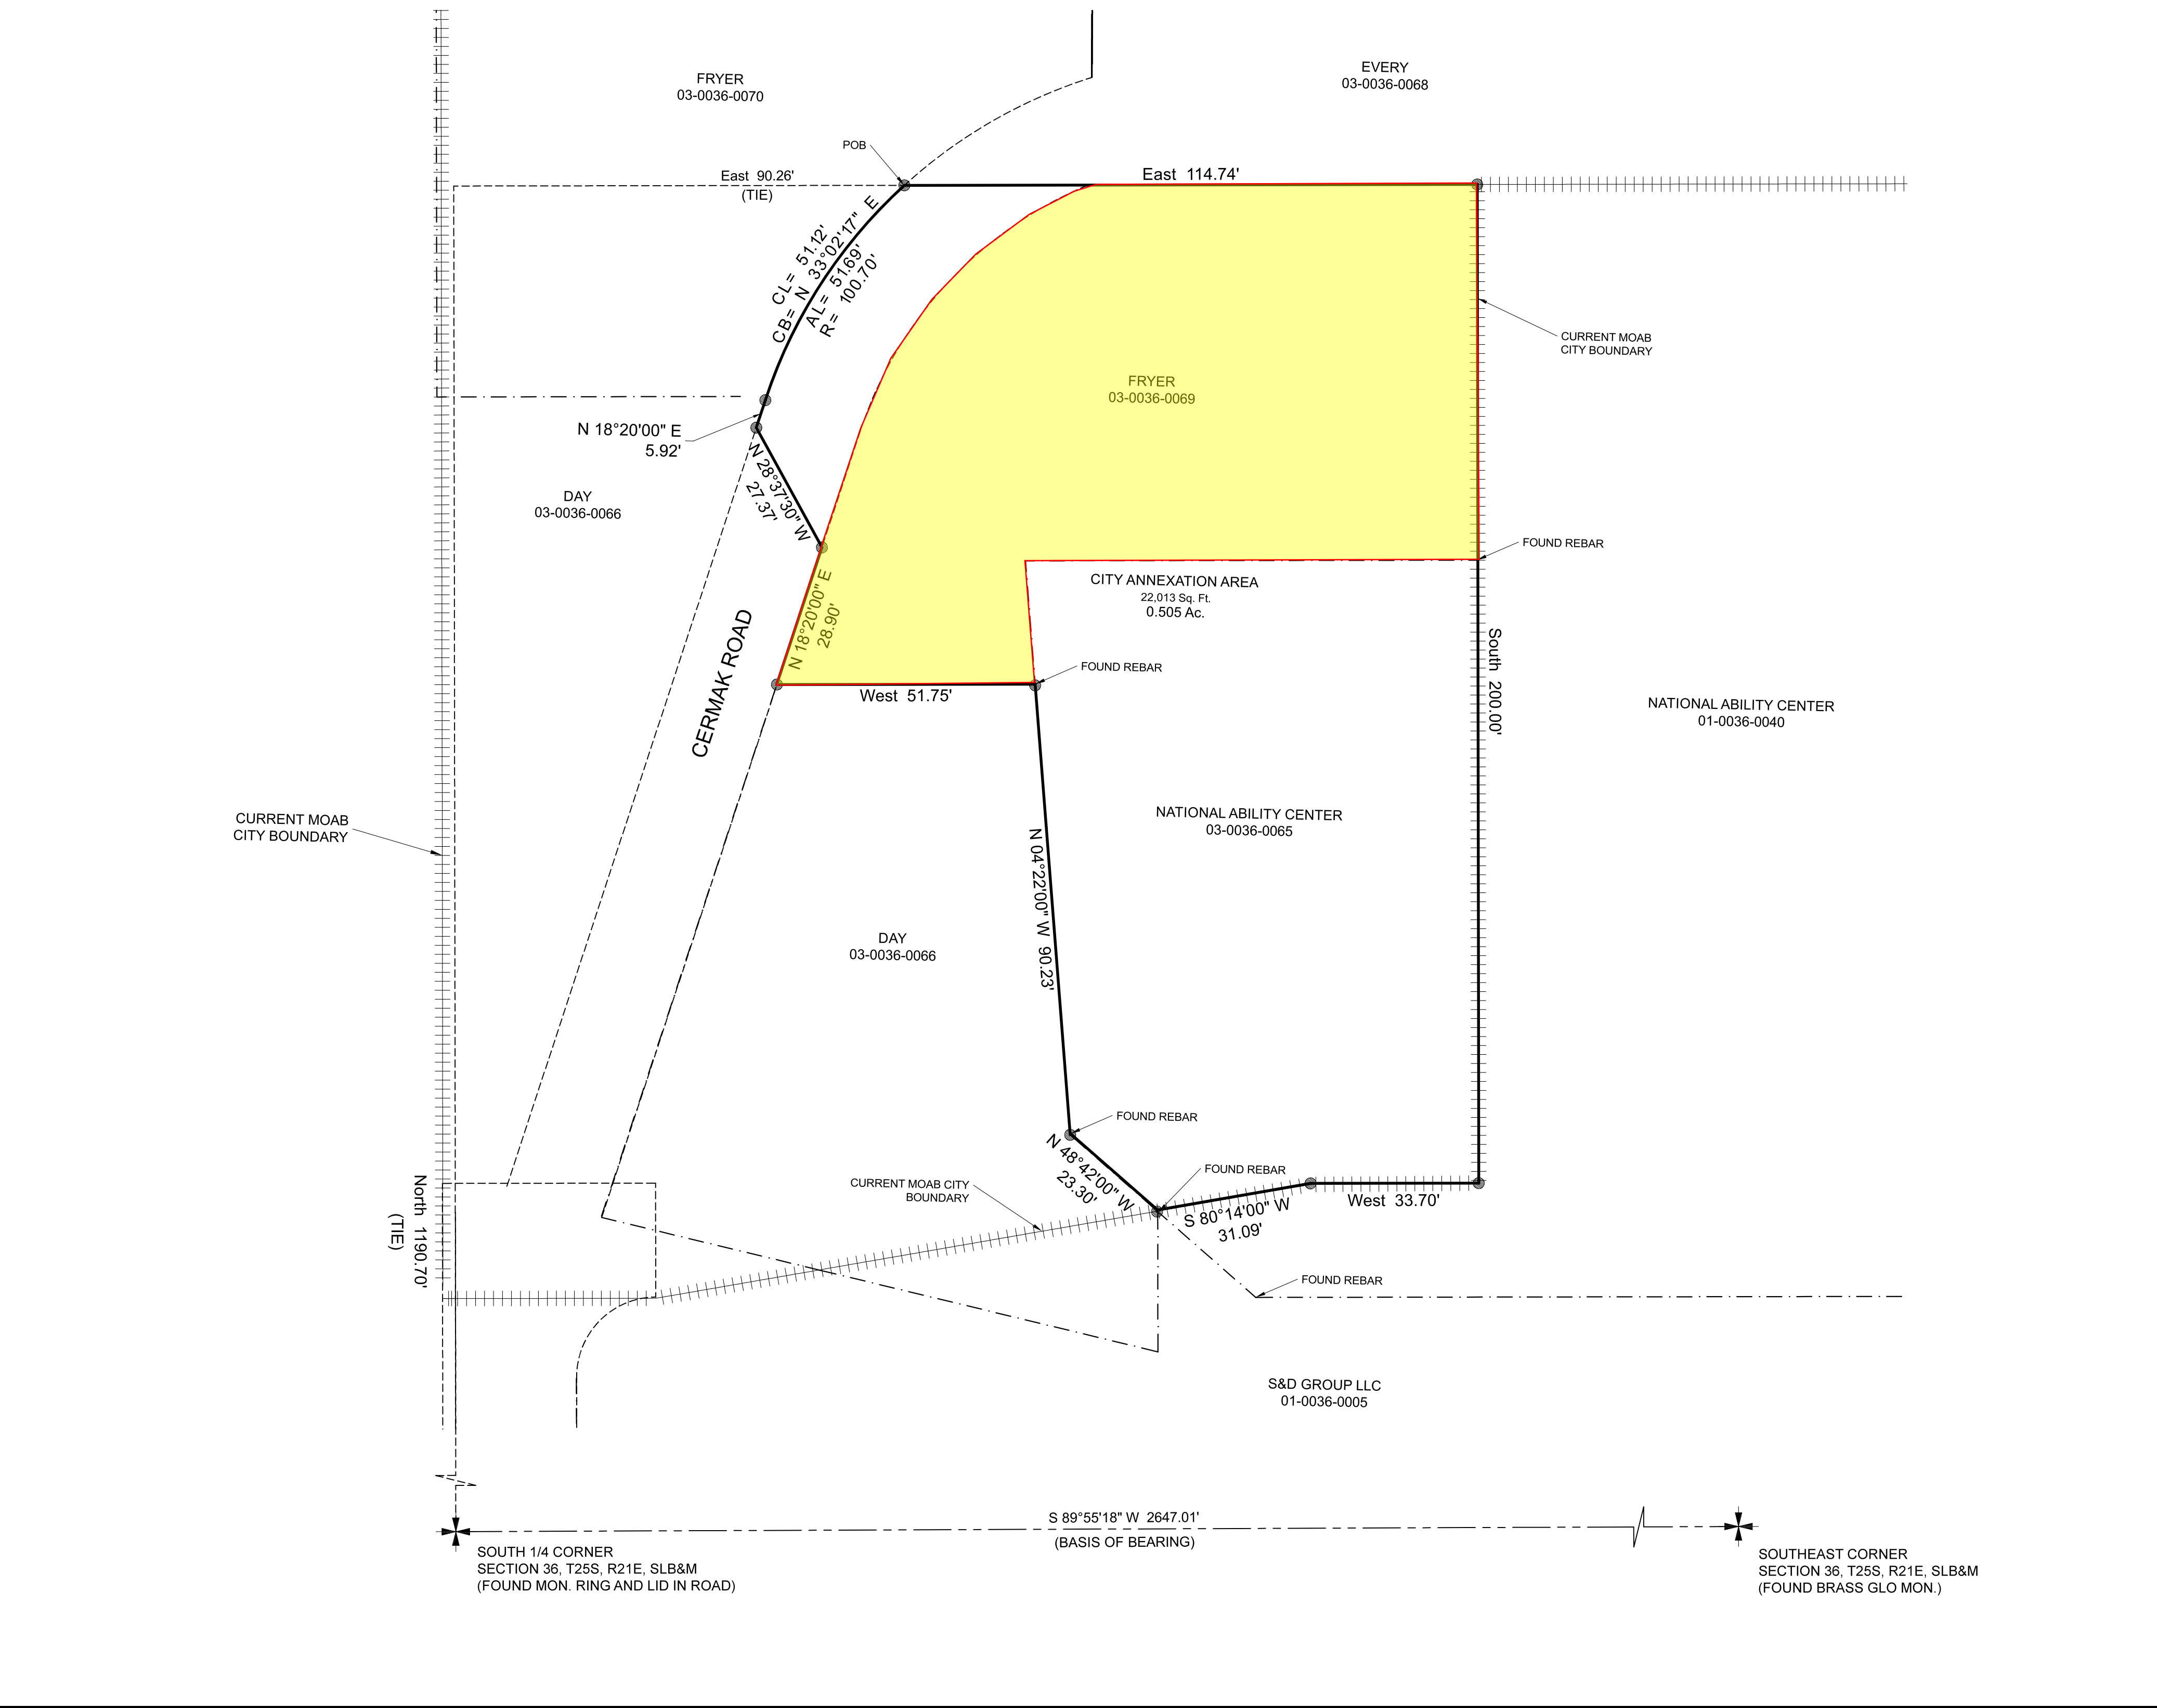 FRYER
03-0036-0070
EVERY
03-0036-0068
POB
East 90.26'
(TIE)
East 114.74'
CL= 51.12'
CB= N 33°02'17" E
AL= 51.69'
R= 100.70'
CURRENT MOAB
CITY BOUNDARY
FRYER
03-0036-0069
N 18°20'00" E
5.92'
N 28°37'30" W
27.37'
DAY
03-0036-0066
FOUND REBAR
CITY ANNEXATION AREA
22,013 Sq. Ft.
0.505 Ac.
N 18°20'00" E
28.90'
CERMAK ROAD
FOUND REBAR
West 51.75'
South 200.00'
NATIONAL ABILITY CENTER
01-0036-0040
CURRENT MOAB
CITY BOUNDARY
NATIONAL ABILITY CENTER
03-0036-0065
N 04°22'00" W 90.23'
DAY
03-0036-0066
FOUND REBAR
N 48°42'00" W
23.30'
FOUND REBAR
CURRENT MOAB CITY
BOUNDARY
S 80°14'00" W
31.09'
West 33.70'
North 1190.70'
(TIE)
FOUND REBAR
S&D GROUP LLC
01-0036-0005
S 89°55'18" W 2647.01'
(BASIS OF BEARING)
SOUTH 1/4 CORNER
SECTION 36, T25S, R21E, SLB&M
(FOUND MON. RING AND LID IN ROAD)
SOUTHEAST CORNER
SECTION 36, T25S, R21E, SLB&M
(FOUND BRASS GLO MON.)